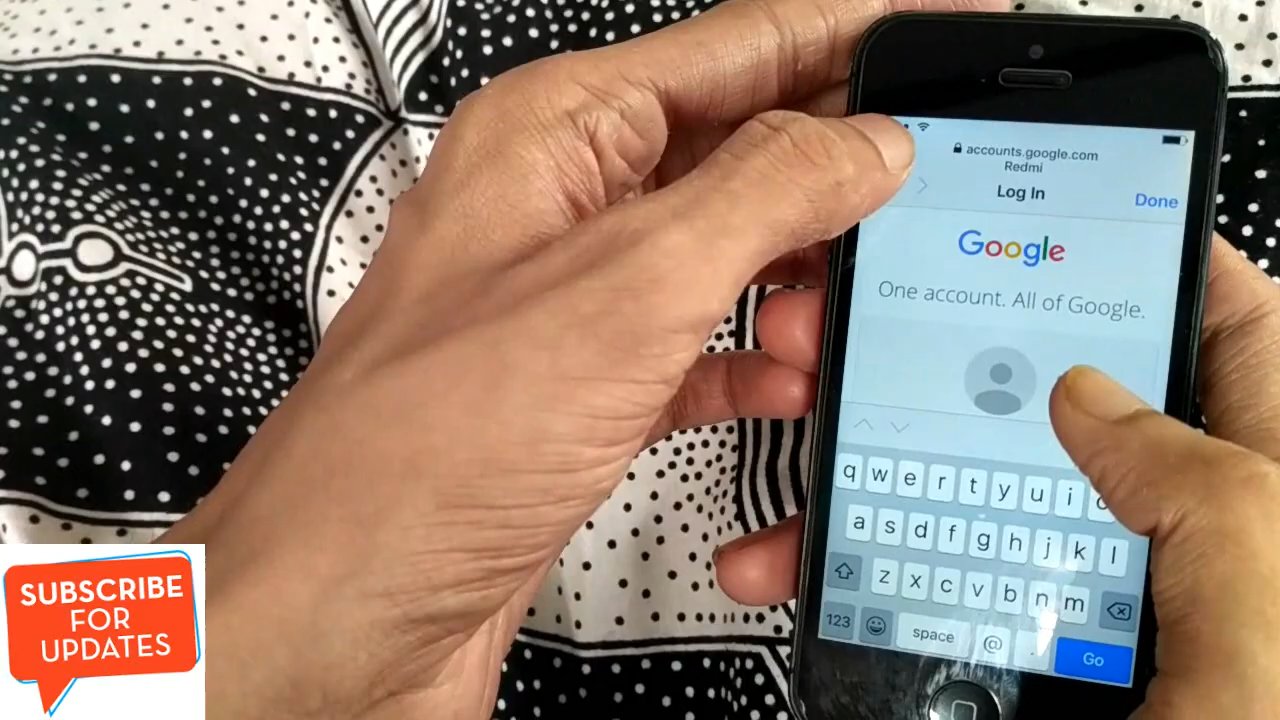 accounts.google.com
Redmi
Log In
Done
Google
One account. All of Google.
q w e r t y u i
a s d f g h j k l
z x c v b n m
123 space @ . Go
SUBSCRIBE
FOR
UPDATES